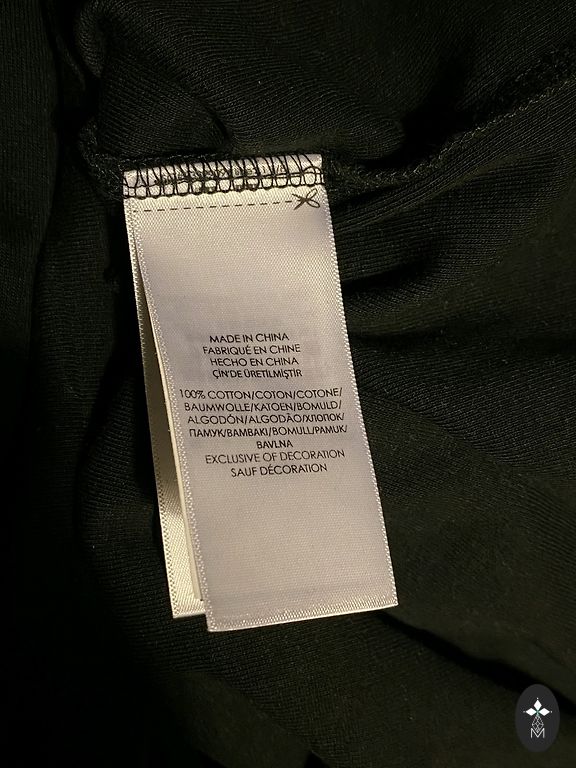 MADE IN CHINA
FABRIQUÉ EN CHINE
HECHO EN CHINA
ÇİN'DE ÜRETİLMİŞTİR
100% COTTON/COTON/COTONE/
BAUMWOLLE/KATOEN/BOMULD/
ALGODÓN/ALGODÃO/ХЛОПОК/
ПАМУК/ΒΑΜΒΑΚΙ/BOMULL/PAMUK/
BAVLNA
EXCLUSIVE OF DECORATION
SAUF DÉCORATION
M